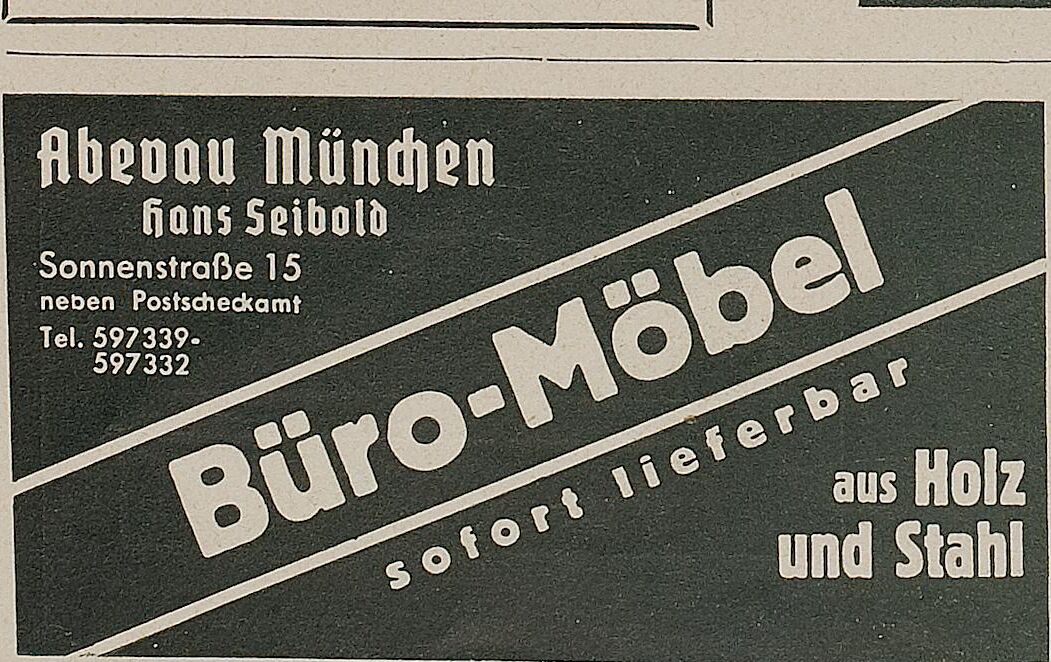 Abevau München
Hans Seibold
Sonnenstraße 15
neben Postscheckamt
Tel. 597339-
597332
Büro-Möbel
sofort lieferbar
aus Holz
und Stahl